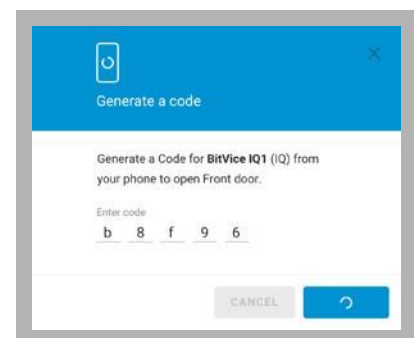 Generate a code
Generate a Code for BitVice IQ1 (IQ) from
your phone to open Front door.
Enter code
b 8 f 9 6
CANCEL